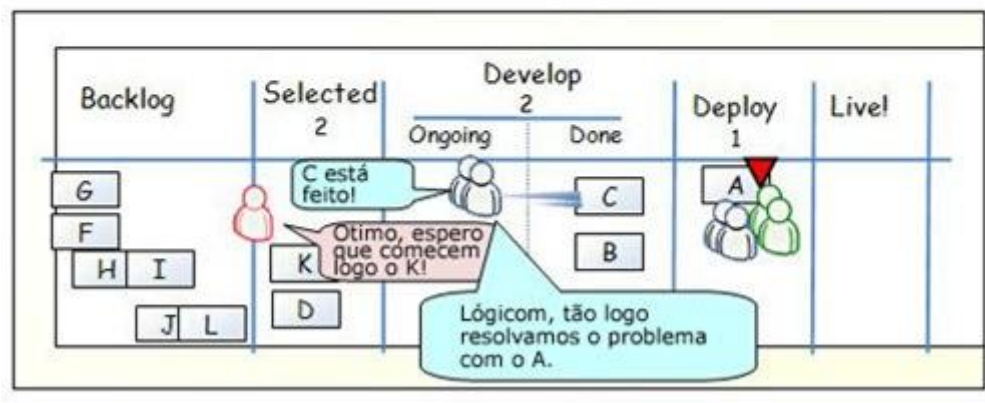 Backlog
Selected
2
Develop
2
Ongoing
Done
Deploy
1
Live!
G
F
H I
J L
K
D
C está
feito!
Otimo, espero
que comecem
logo o K!
C
B
A
Lógicom, tão logo
resolvamos o problema
com o A.